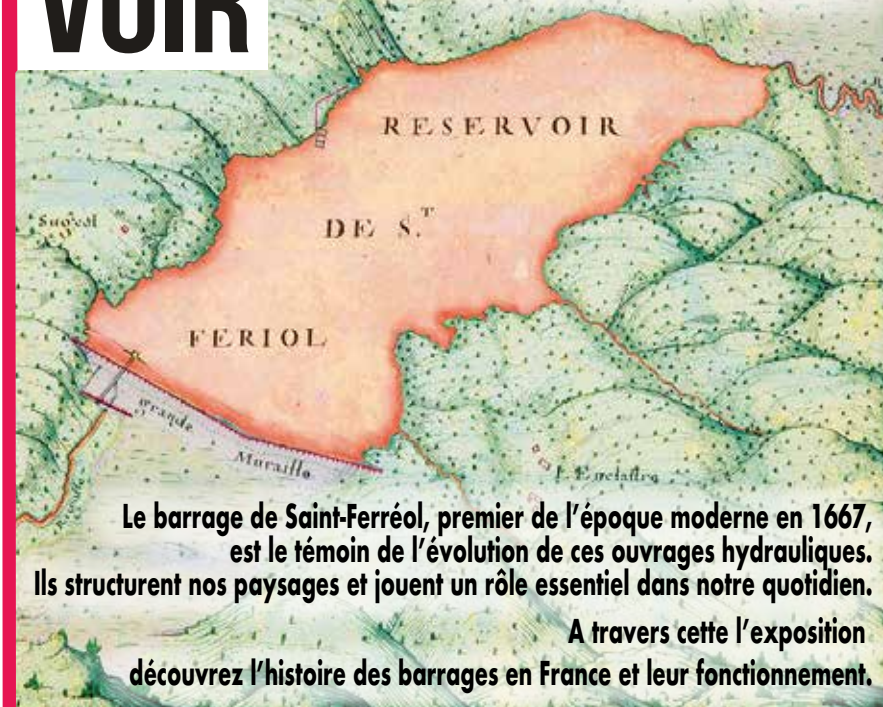 VOIR
RESERVOIR
DE S.T
FERIOL
grande
Muraille
Le barrage de Saint-Ferréol, premier de l'époque moderne en 1667,
est le témoin de l'évolution de ces ouvrages hydrauliques.
Ils structurent nos paysages et jouent un rôle essentiel dans notre quotidien.
A travers cette l'exposition
découvrez l'histoire des barrages en France et leur fonctionnement.